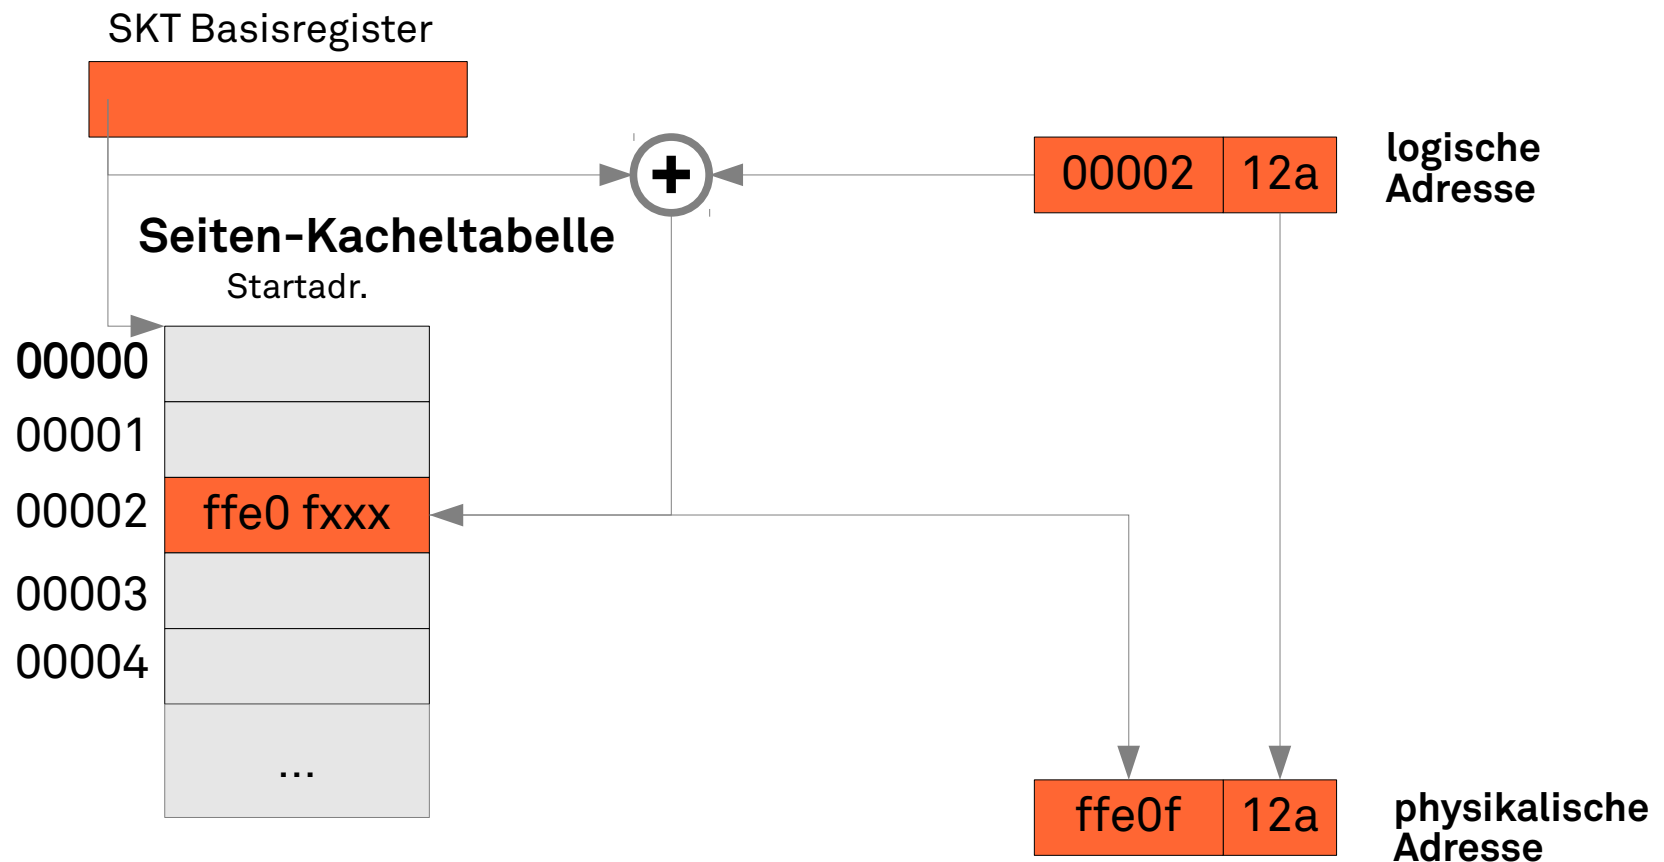 SKT Basisregister
+
00002 12a
logische
Adresse
Seiten-Kacheltabelle
Startadr.
00000
00001
00002 ffe0 fxxx
00003
00004
...
ffe0f 12a
physikalische
Adresse